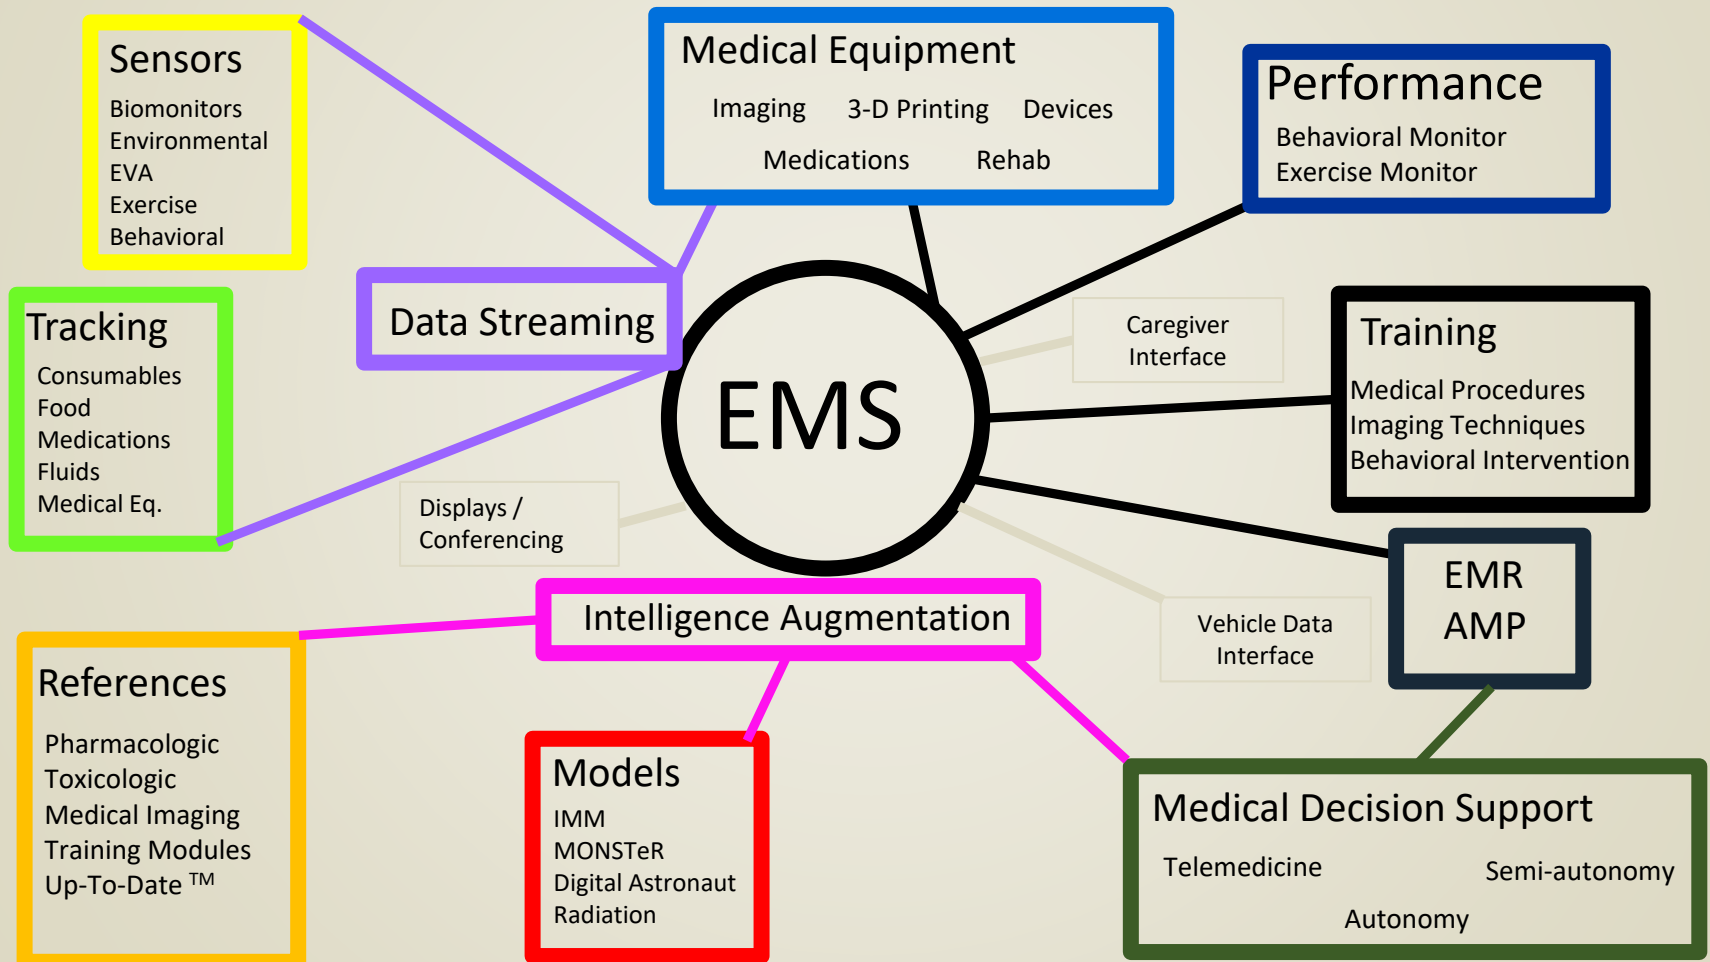 Sensors
Biomonitors
Environmental
EVA
Exercise
Behavioral
Medical Equipment
Imaging 3-D Printing Devices
Medications Rehab
Performance
Behavioral Monitor
Exercise Monitor
Tracking
Consumables
Food
Medications
Fluids
Medical Eq.
Data Streaming
EMS
Caregiver
Interface
Training
Medical Procedures
Imaging Techniques
Behavioral Intervention
Displays /
Conferencing
Intelligence Augmentation
Vehicle Data
Interface
EMR
AMP
References
Pharmacologic
Toxicologic
Medical Imaging
Training Modules
Up-To-Date ™
Models
IMM
MONSTeR
Digital Astronaut
Radiation
Medical Decision Support
Telemedicine Semi-autonomy
Autonomy